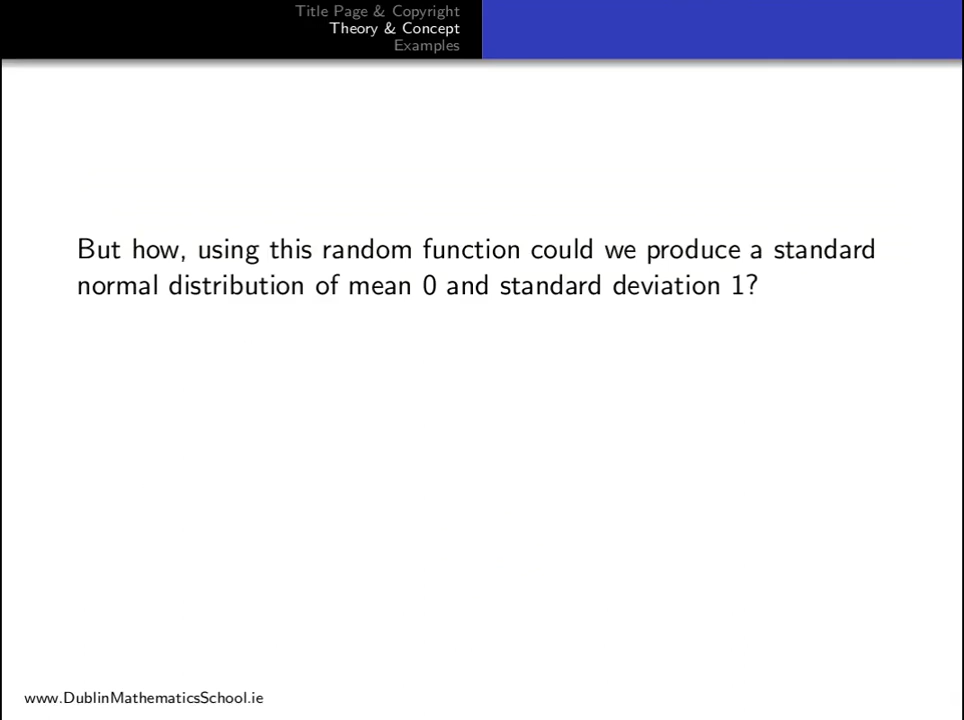 Title Page & Copyright
Theory & Concept
Examples
But how, using this random function could we produce a standard
normal distribution of mean 0 and standard deviation 1?
www.DublinMathematicsSchool.ie